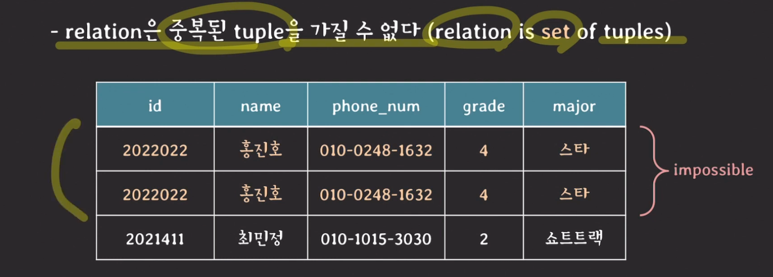 - relation은 중복된 tuple을 가질 수 없다 (relation is set of tuples)
id name phone_num grade major
2022022 홍진호 010-0248-1632 4 스타
2022022 홍진호 010-0248-1632 4 스타
impossible
2021411 최민정 010-1015-3030 2 쇼트트랙